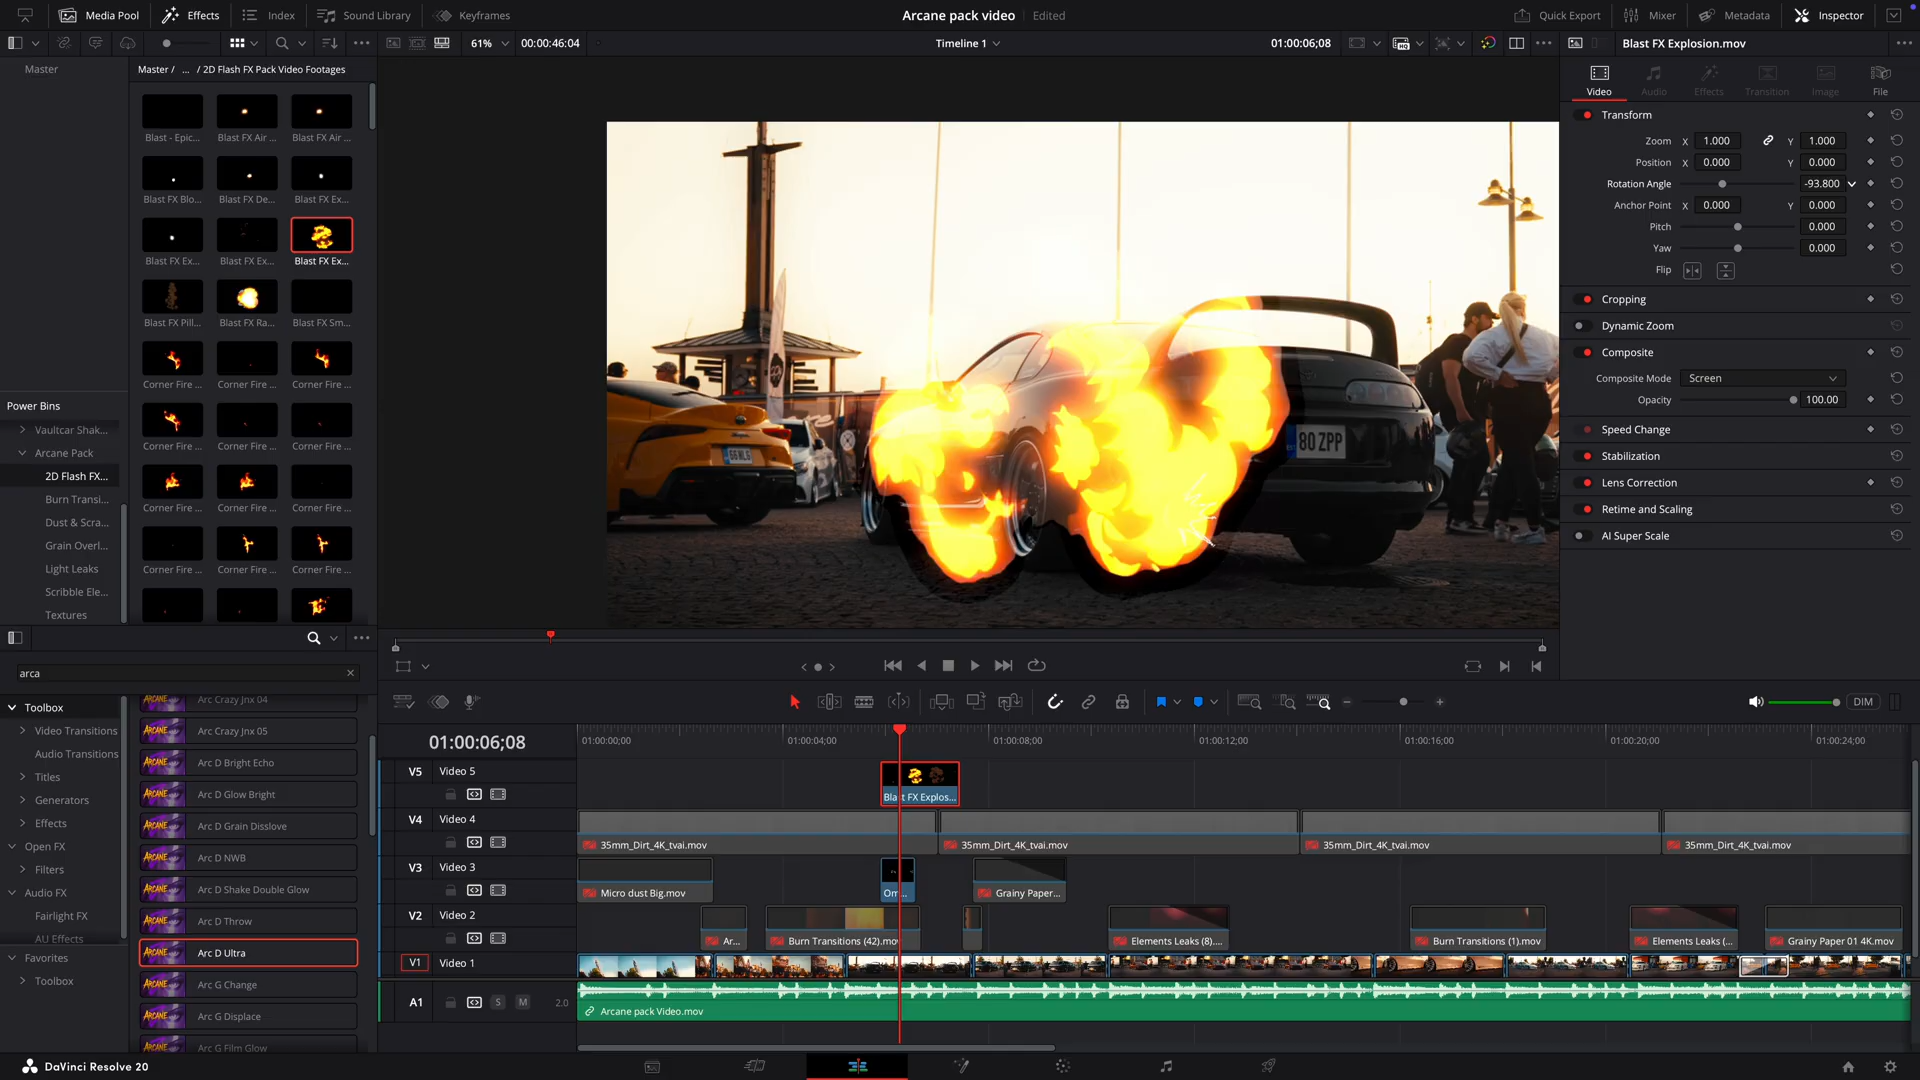 Media Pool
Effects
Index
Sound Library
Keyframes
Arcane pack video
Edited
Quick Export
Mixer
Metadata
Inspector
61%
00:00:46:04
Timeline 1
01:00:06;08
Blast FX Explosion.mov
Master
Master / ... / 2D Flash FX Pack Video Footages
Video
Audio
Effects
Transition
Image
File
Blast - Epic...
Blast FX Air ...
Blast FX Air ...
Blast FX Blo...
Blast FX De...
Blast FX Ex...
Blast FX Ex...
Blast FX Ex...
Blast FX Ex...
Blast FX Pill...
Blast FX Ra...
Blast FX Sm...
Corner Fire ...
Corner Fire ...
Corner Fire ...
Corner Fire ...
Corner Fire ...
Corner Fire ...
Corner Fire ...
Corner Fire ...
Corner Fire ...
Corner Fire ...
Corner Fire ...
Corner Fire ...
Transform
Zoom X 1.000 Y 1.000
Position X 0.000 Y 0.000
Rotation Angle -93.800
Anchor Point X 0.000 Y 0.000
Pitch 0.000
Yaw 0.000
Flip
Cropping
Dynamic Zoom
Composite
Composite Mode Screen
Opacity 100.00
Speed Change
Stabilization
Lens Correction
Retime and Scaling
AI Super Scale
80 ZPP
Power Bins
Vaultcar Shak...
Arcane Pack
2D Flash FX...
Burn Transi...
Dust & Scra...
Grain Overl...
Light Leaks
Scribble Ele...
Textures
arca
Toolbox
Video Transitions
Audio Transitions
Titles
Generators
Effects
Open FX
Filters
Audio FX
Fairlight FX
AU Effects
Favorites
Toolbox
ARCANE Arc Crazy Jnx 04
ARCANE Arc Crazy Jnx 05
ARCANE Arc D Bright Echo
ARCANE Arc D Glow Bright
ARCANE Arc D Grain Disslove
ARCANE Arc D NWB
ARCANE Arc D Shake Double Glow
ARCANE Arc D Throw
ARCANE Arc D Ultra
ARCANE Arc G Change
ARCANE Arc G Displace
ARCANE Arc G Film Glow
DIM
01:00:06;08
01:00:00;00
01:00:04;00
01:00:08;00
01:00:12;00
01:00:16;00
01:00:20;00
01:00:24;00
V5 Video 5
Blast FX Explos...
V4 Video 4
35mm_Dirt_4K_tvai.mov
35mm_Dirt_4K_tvai.mov
35mm_Dirt_4K_tvai.mov
35mm_Dirt_4K_tvai.mov
V3 Video 3
Micro dust Big.mov
Om...
Grainy Paper...
V2 Video 2
Ar...
Burn Transitions (42).mov
Elements Leaks (8)....
Burn Transitions (1).mov
Elements Leaks (...
Grainy Paper 01 4K.mov
V1 Video 1
A1 S M 2.0
Arcane pack Video.mov
DaVinci Resolve 20